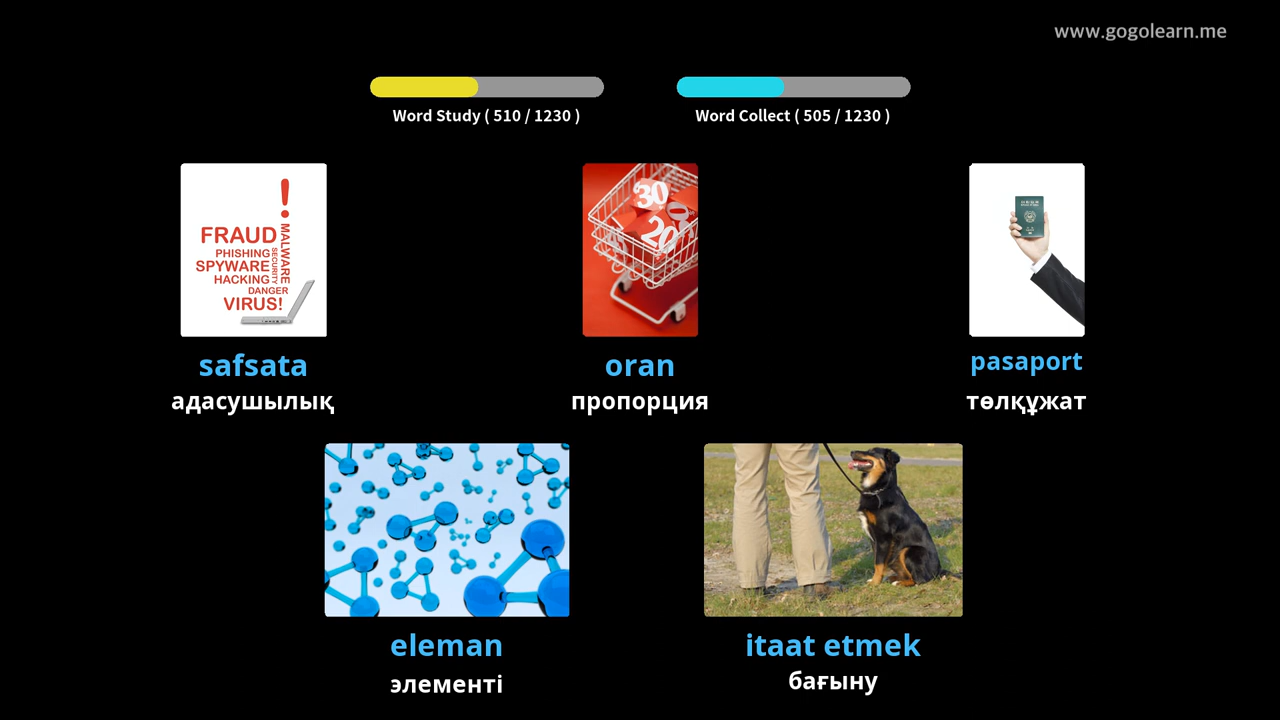 www.gogolearn.me
Word Study ( 510 / 1230 )
Word Collect ( 505 / 1230 )
!
FRAUD
PHISHING
SPYWARE
HACKING
DANGER
VIRUS!
SECURITY
MALWARE
30
20
safsata
адасушылық
oran
пропорция
pasaport
төлқұжат
eleman
элементі
itaat etmek
бағыну